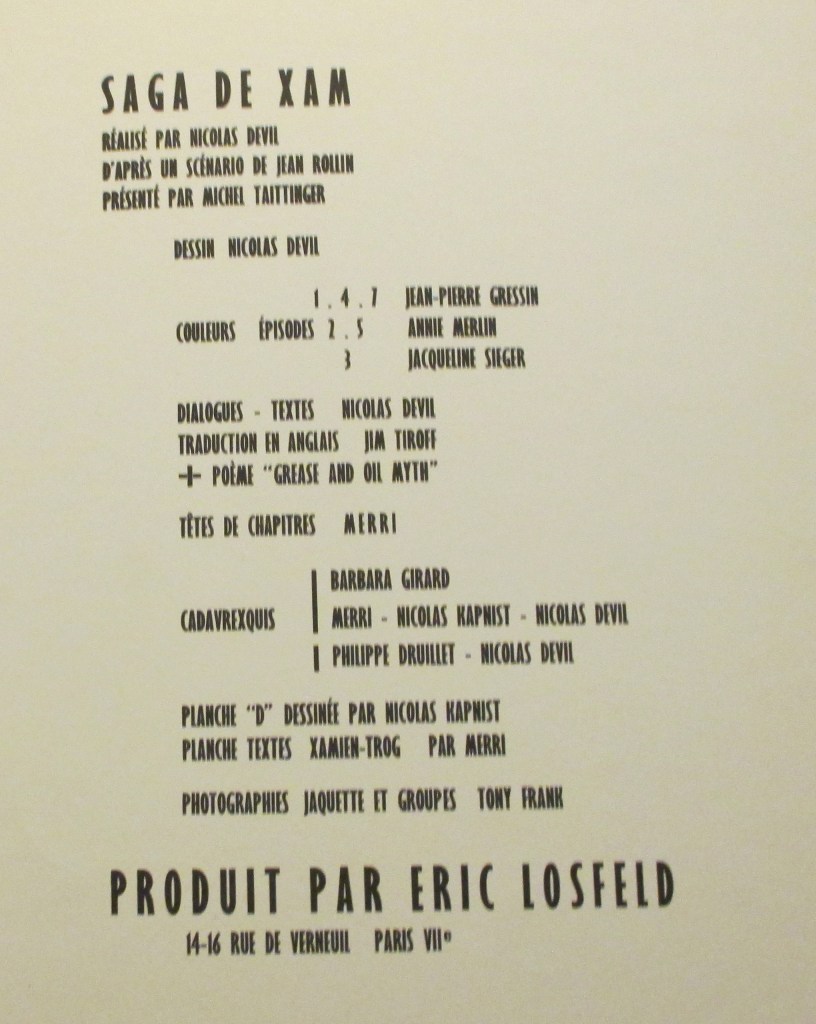 SAGA DE XAM
RÉALISÉ PAR NICOLAS DEVIL
D'APRÈS UN SCÉNARIO DE JEAN ROLLIN
PRÉSENTÉ PAR MICHEL TAITTINGER
DESSIN NICOLAS DEVIL
1 . 4 . 7 JEAN-PIERRE GRESSIN
COULEURS ÉPISODES 2 . 5 ANNIE MERLIN
3 JACQUELINE SIEGER
DIALOGUES - TEXTES NICOLAS DEVIL
TRADUCTION EN ANGLAIS JIM TIROFF
+ POÈME "GREASE AND OIL MYTH"
TÊTES DE CHAPITRES MERRI
BARBARA GIRARD
CADAVREXQUIS MERRI - NICOLAS KAPNIST - NICOLAS DEVIL
PHILIPPE DRUILLET - NICOLAS DEVIL
PLANCHE "D" DESSINÉE PAR NICOLAS KAPNIST
PLANCHE TEXTES XAMIEN-TROG PAR MERRI
PHOTOGRAPHIES JAQUETTE ET GROUPES TONY FRANK
PRODUIT PAR ERIC LOSFELD
14-16 RUE DE VERNEUIL PARIS VIIe